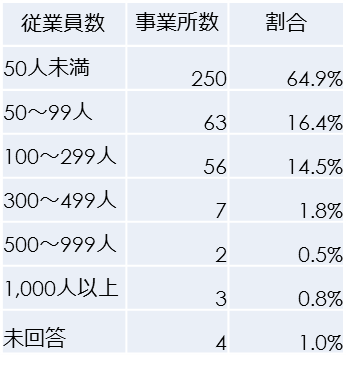 従業員数 事業所数 割合
50人未満 250 64.9%
50～99人 63 16.4%
100～299人 56 14.5%
300～499人 7 1.8%
500～999人 2 0.5%
1,000人以上 3 0.8%
未回答 4 1.0%